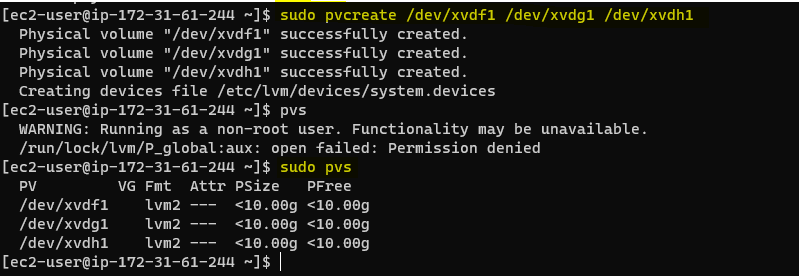 [ec2-user@ip-172-31-61-244 ~]$ sudo pvcreate /dev/xvdf1 /dev/xvdg1 /dev/xvdh1
  Physical volume "/dev/xvdf1" successfully created.
  Physical volume "/dev/xvdg1" successfully created.
  Physical volume "/dev/xvdh1" successfully created.
  Creating devices file /etc/lvm/devices/system.devices
[ec2-user@ip-172-31-61-244 ~]$ pvs
  WARNING: Running as a non-root user. Functionality may be unavailable.
  /run/lock/lvm/P_global:aux: open failed: Permission denied
[ec2-user@ip-172-31-61-244 ~]$ sudo pvs
  PV         VG Fmt  Attr PSize   PFree
  /dev/xvdf1    lvm2 ---  <10.00g <10.00g
  /dev/xvdg1    lvm2 ---  <10.00g <10.00g
  /dev/xvdh1    lvm2 ---  <10.00g <10.00g
[ec2-user@ip-172-31-61-244 ~]$